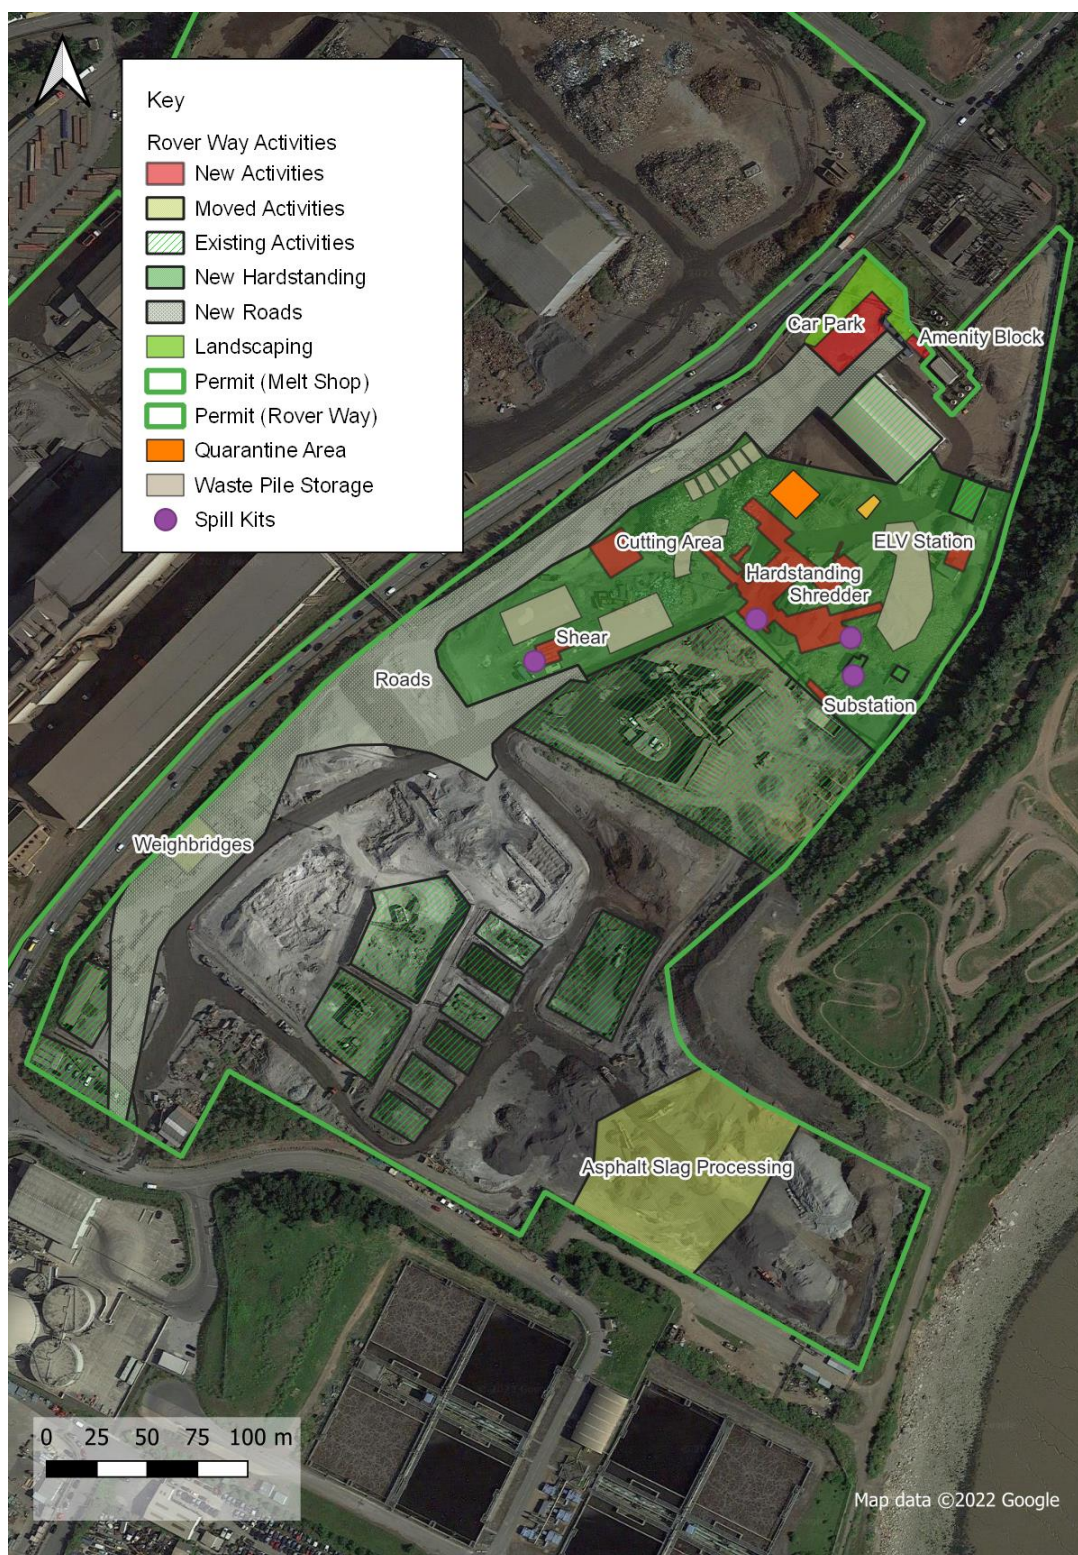 Key
Rover Way Activities
New Activities
Moved Activities
Existing Activities
New Hardstanding
New Roads
Landscaping
Permit (Melt Shop)
Permit (Rover Way)
Quarantine Area
Waste Pile Storage
Spill Kits
Car Park
Amenity Block
Cutting Area
ELV Station
Hardstanding
Shredder
Shear
Roads
Substation
Weighbridges
Asphalt Slag Processing
0 25 50 75 100 m
Map data ©2022 Google